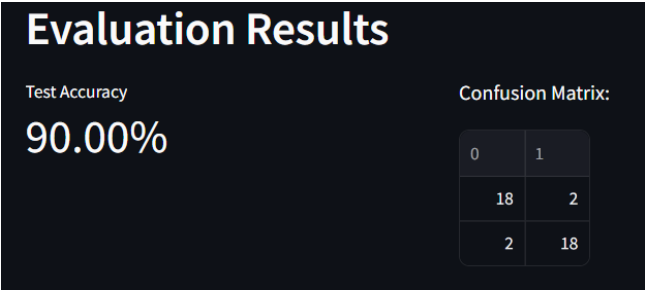 Evaluation Results
Test Accuracy
90.00%
Confusion Matrix:
0 1
18 2
2 18